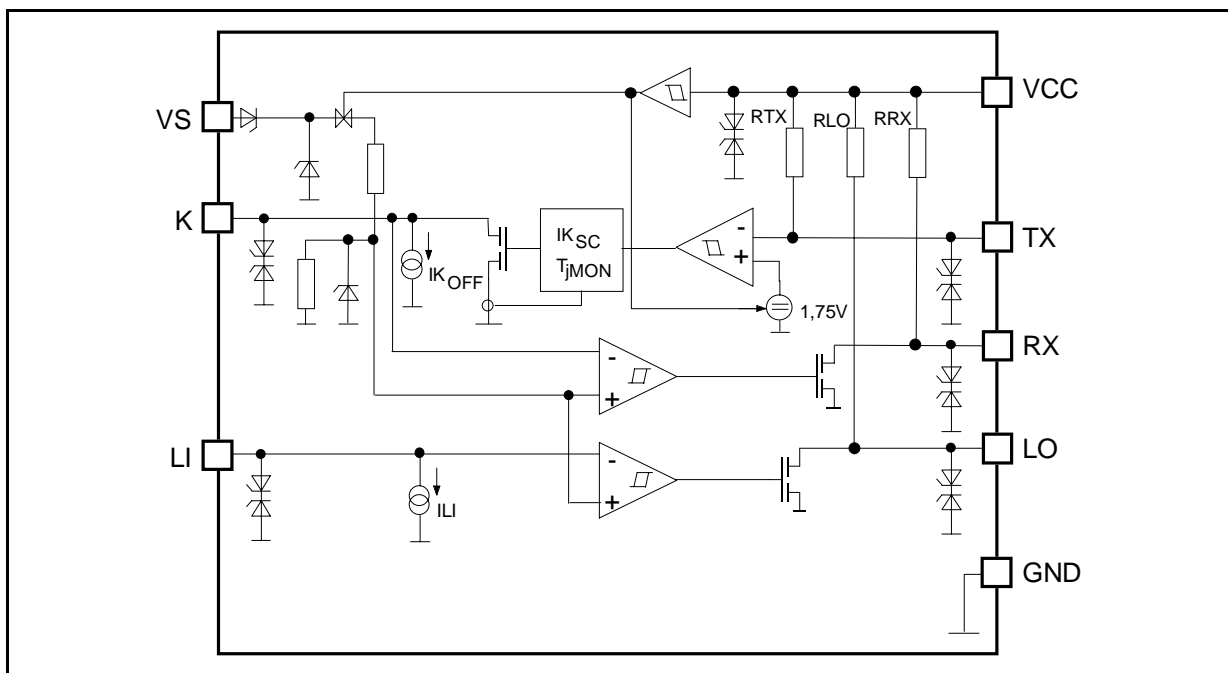 VS
VCC
RTX
RLO
RRX
K
IKSC
TjMON
-
+
TX
IKOFF
1,75V
-
+
RX
LI
-
+
LO
ILI
GND